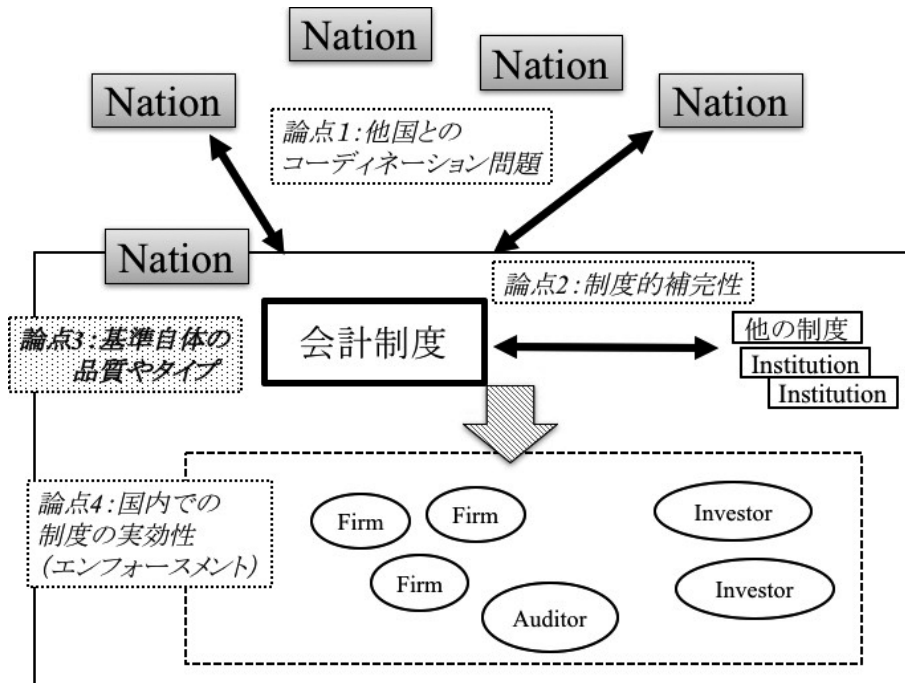 Nation
Nation
Nation
Nation
論点1:他国との
コーディネーション問題
Nation
論点2:制度的補完性
論点3:基準自体の
品質やタイプ
会計制度
他の制度
Institution
Institution
論点4:国内での
制度の実効性
(エンフォースメント)
Firm
Firm
Firm
Auditor
Investor
Investor